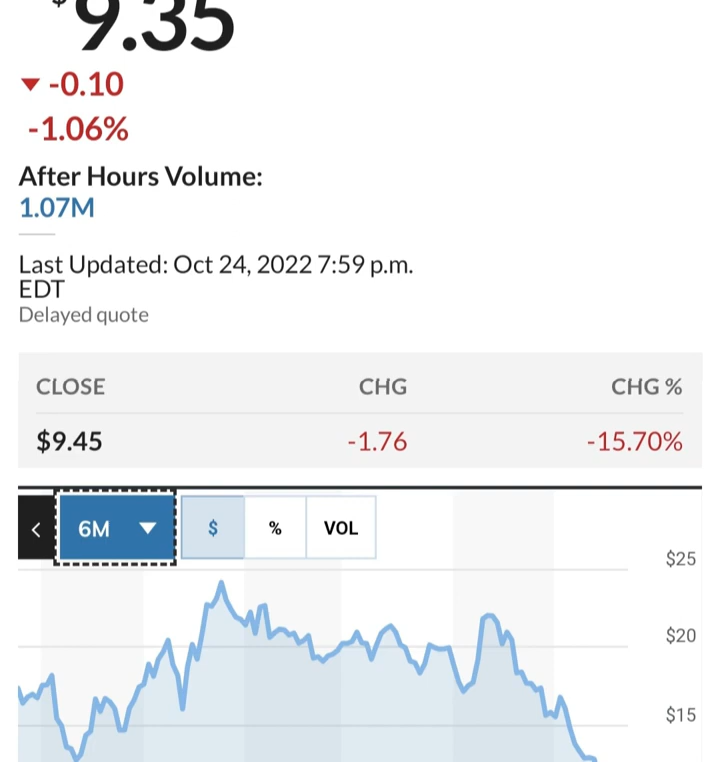 $9.35
-0.10
-1.06%
After Hours Volume:
1.07M
Last Updated: Oct 24, 2022 7:59 p.m.
EDT
Delayed quote
CLOSE CHG CHG %
$9.45 -1.76 -15.70%
6M $ % VOL
$25
$20
$15